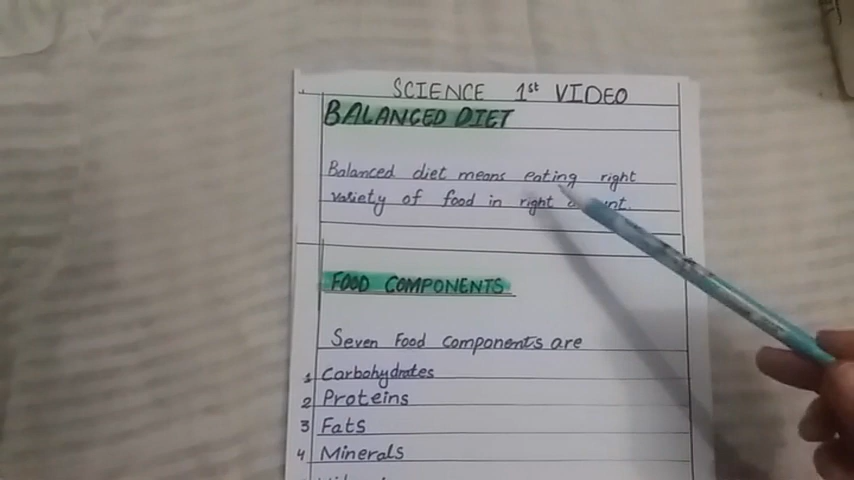 SCIENCE 1st VIDEO
BALANCED DIET
Balanced diet means eating right
variety of food in right
FOOD COMPONENTS
Seven Food Components are
1 Carbohydrates
2 Proteins
3 Fats
4 Minerals